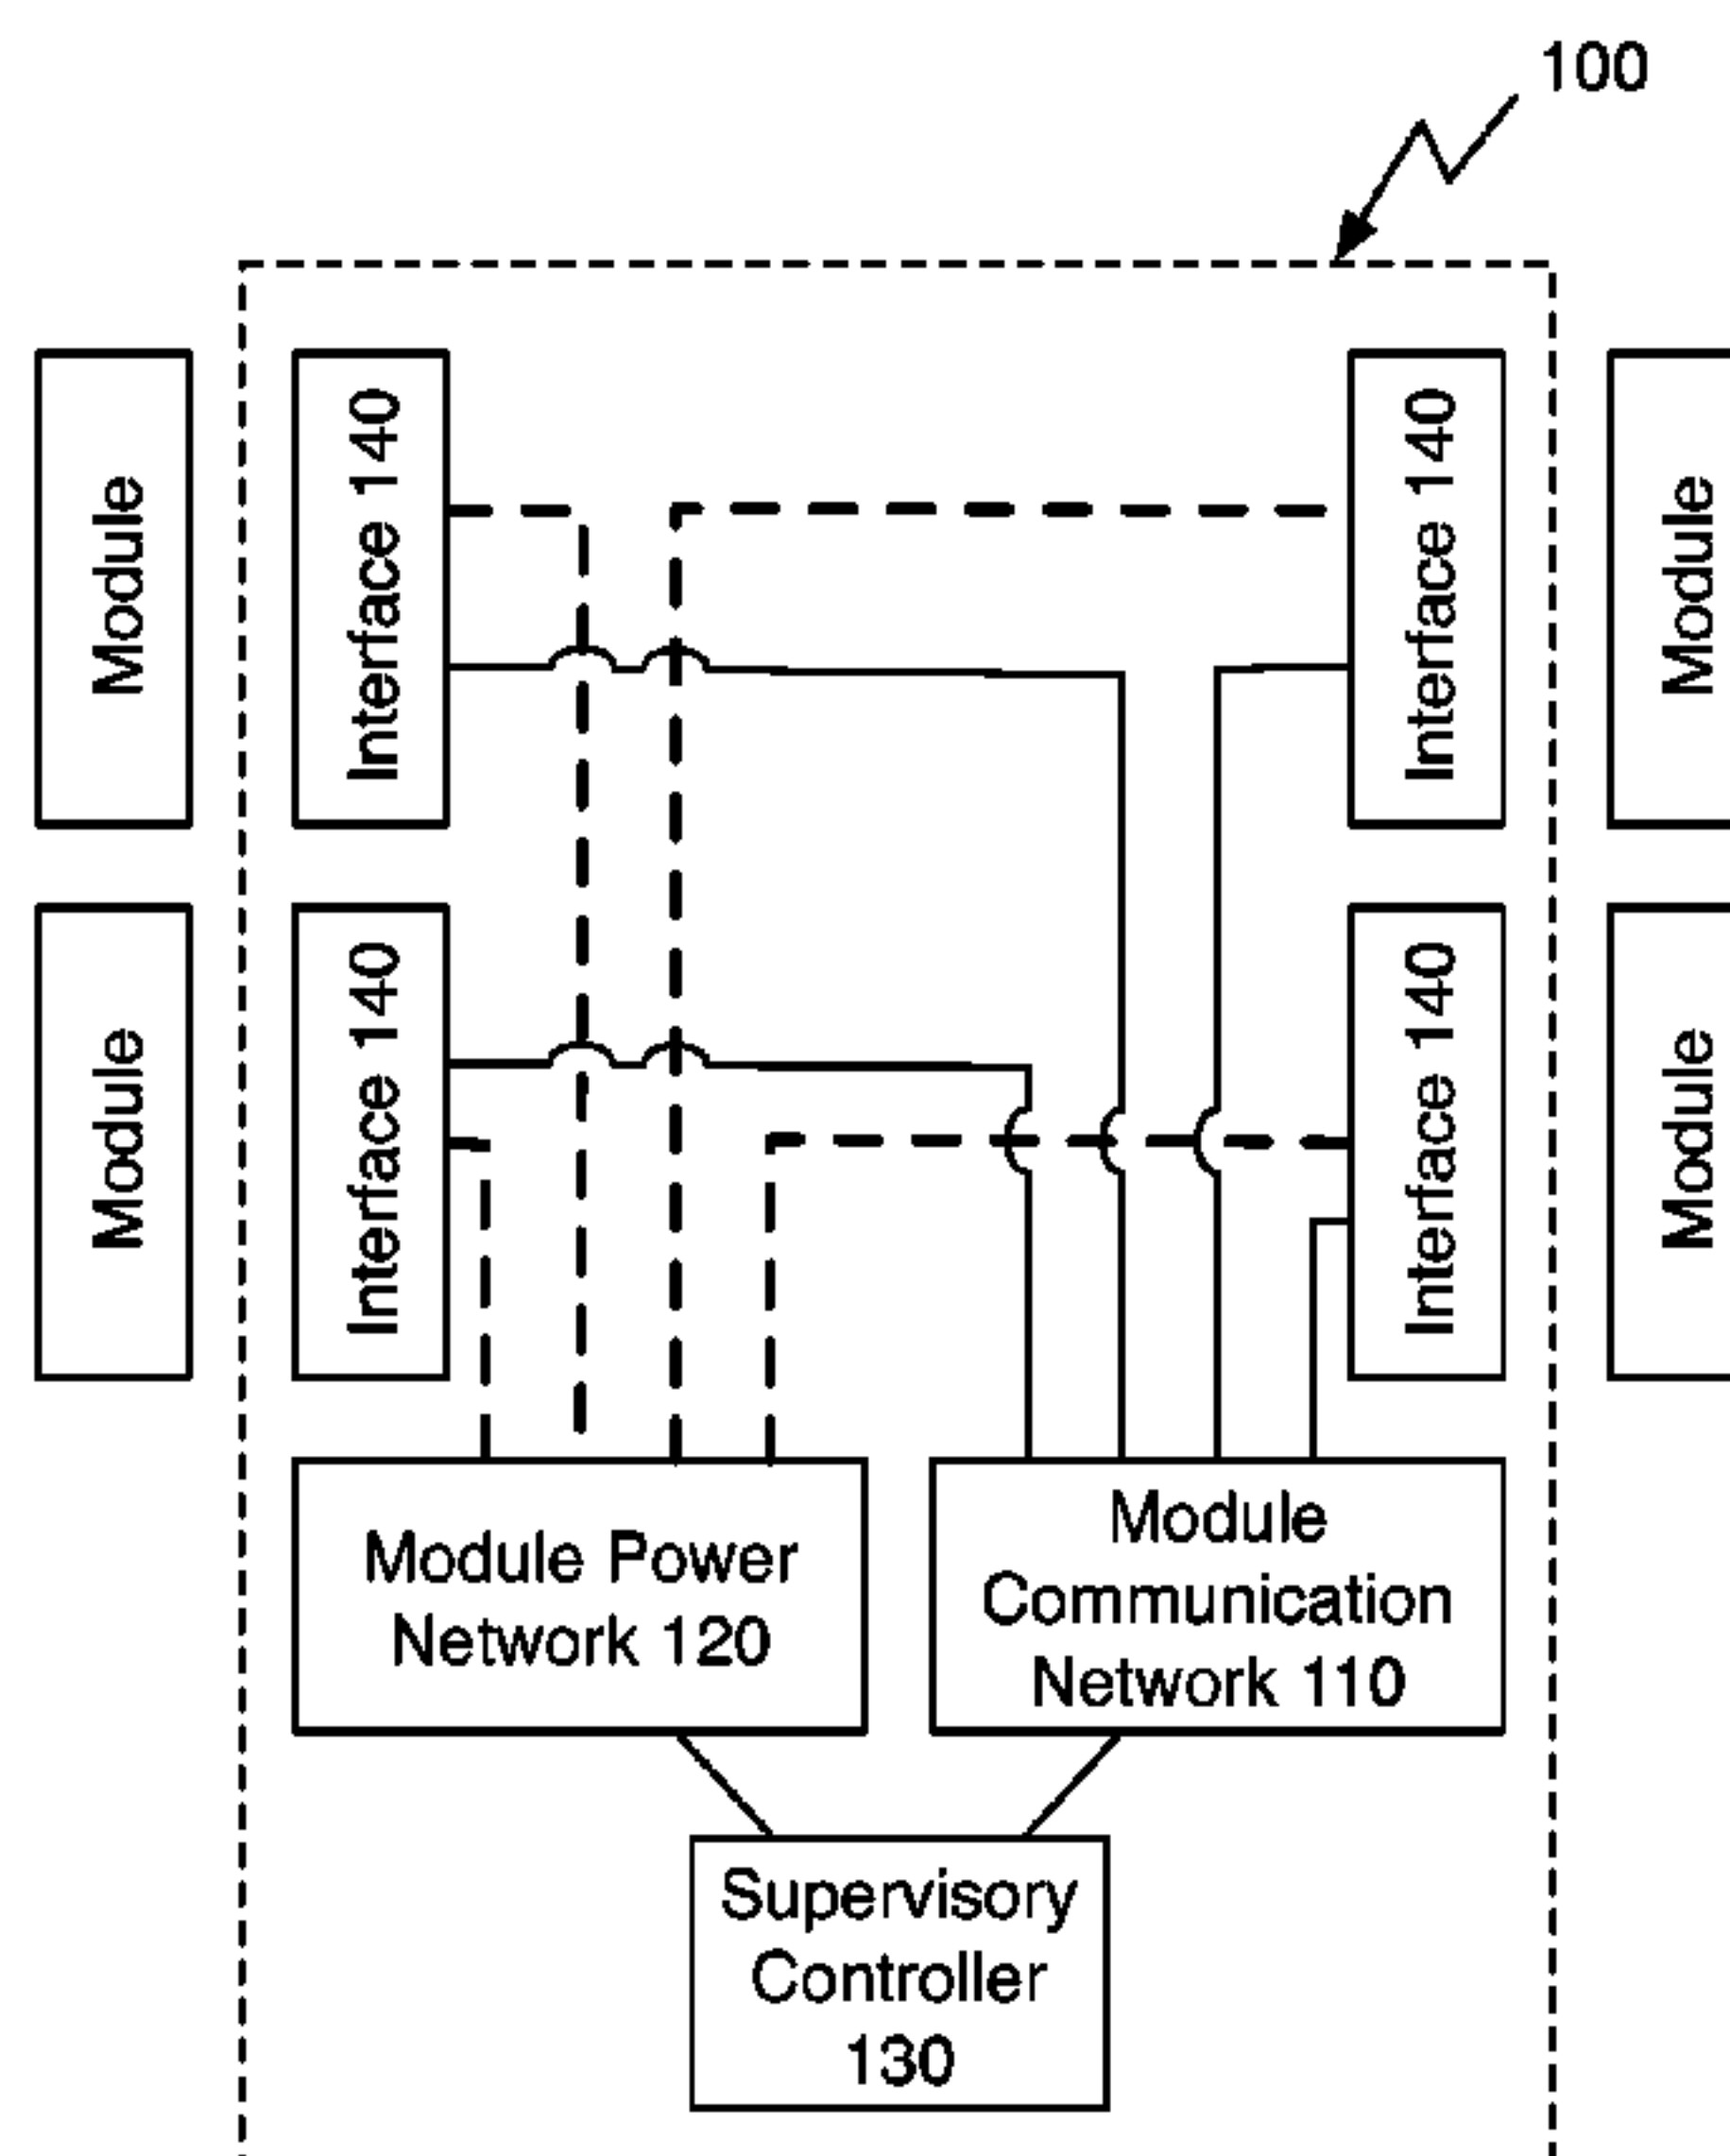 100
Module
Interface 140
Interface 140
Module
Module
Interface 140
Interface 140
Module
Module Power
Network 120
Module
Communication
Network 110
Supervisory
Controller
130